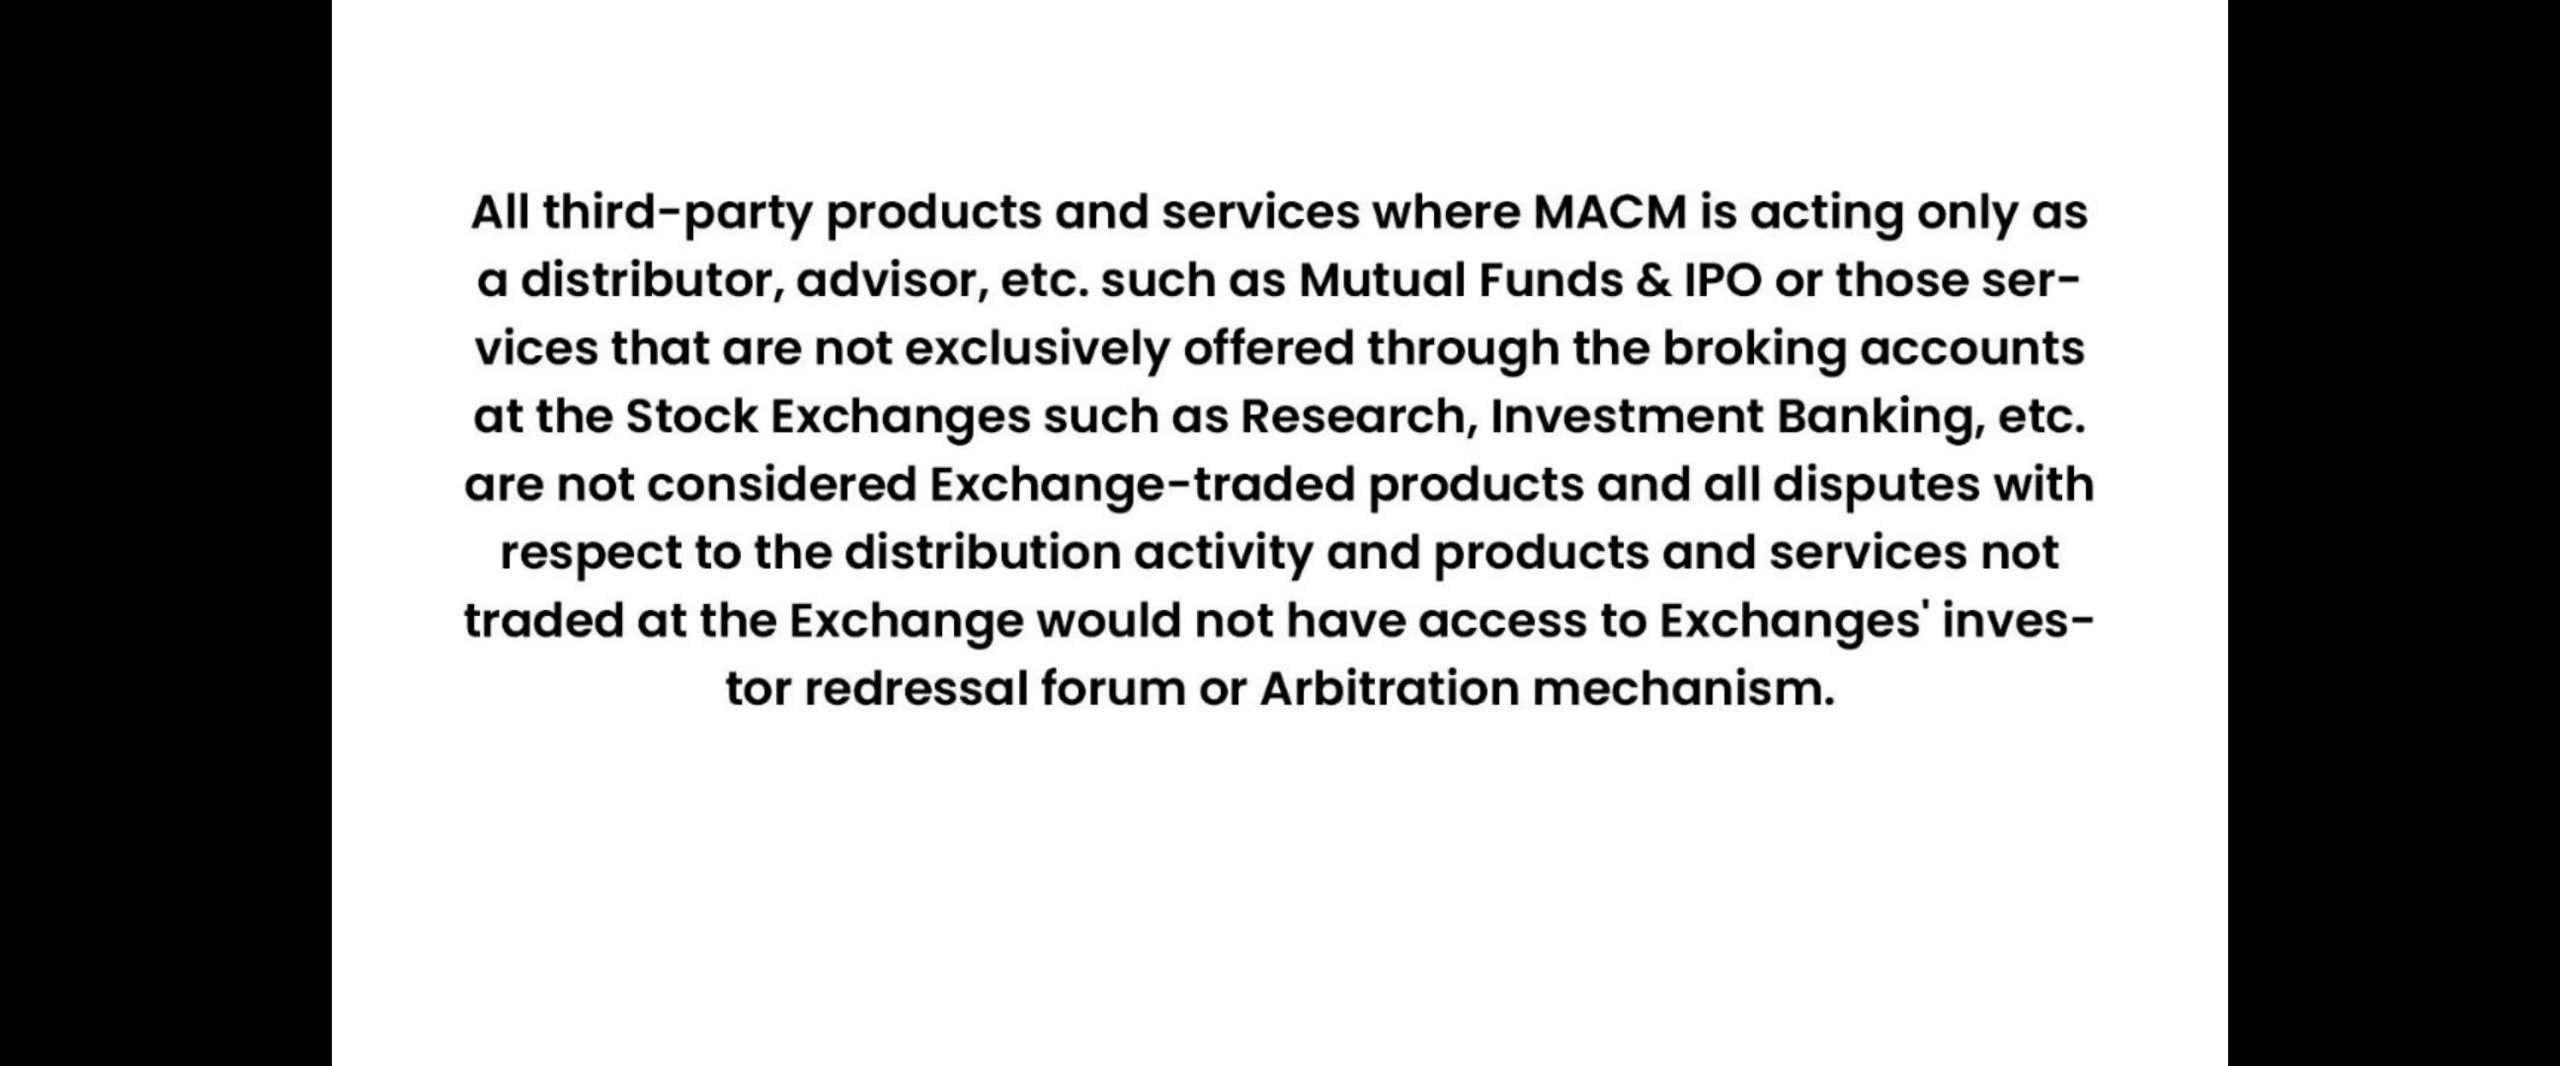 All third-party products and services where MACM is acting only as
a distributor, advisor, etc. such as Mutual Funds & IPO or those ser-
vices that are not exclusively offered through the broking accounts
at the Stock Exchanges such as Research, Investment Banking, etc.
are not considered Exchange-traded products and all disputes with
respect to the distribution activity and products and services not
traded at the Exchange would not have access to Exchanges' inves-
tor redressal forum or Arbitration mechanism.